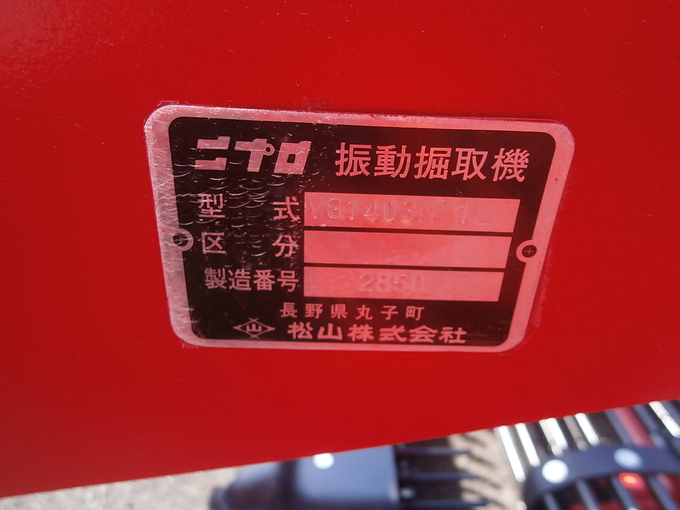 ニプロ 振動掘取機
型式
区分
製造番号 2850
長野県丸子町
松山株式会社